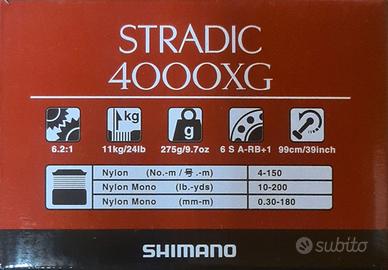 STRADIC
4000XG
kg
g
6.2:1 11kg/24lb 275g/9.7oz 6 S A-RB+1 99cm/39inch
Nylon (No.-m / 号.-m) 4-150
Nylon Mono (lb.-yds) 10-200
Nylon Mono (mm-m) 0.30-180
SHIMANO
subito